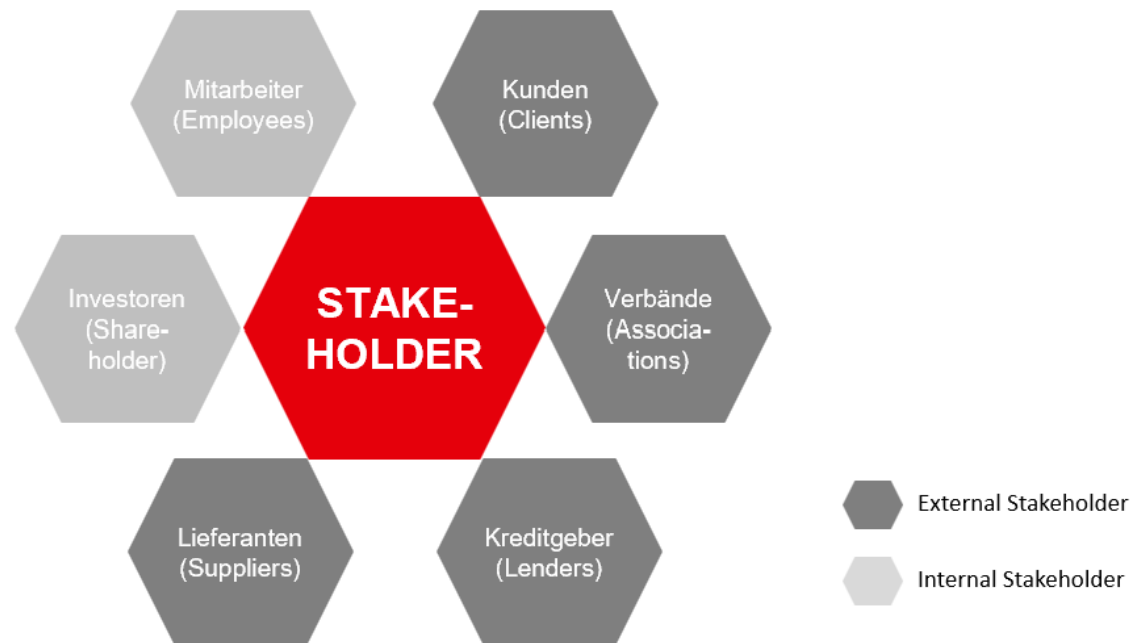 Mitarbeiter
(Employees)
Kunden
(Clients)
Investoren
(Share-
holder)
STAKE-
HOLDER
Verbände
(Associa-
tions)
Lieferanten
(Suppliers)
Kreditgeber
(Lenders)
External Stakeholder
Internal Stakeholder